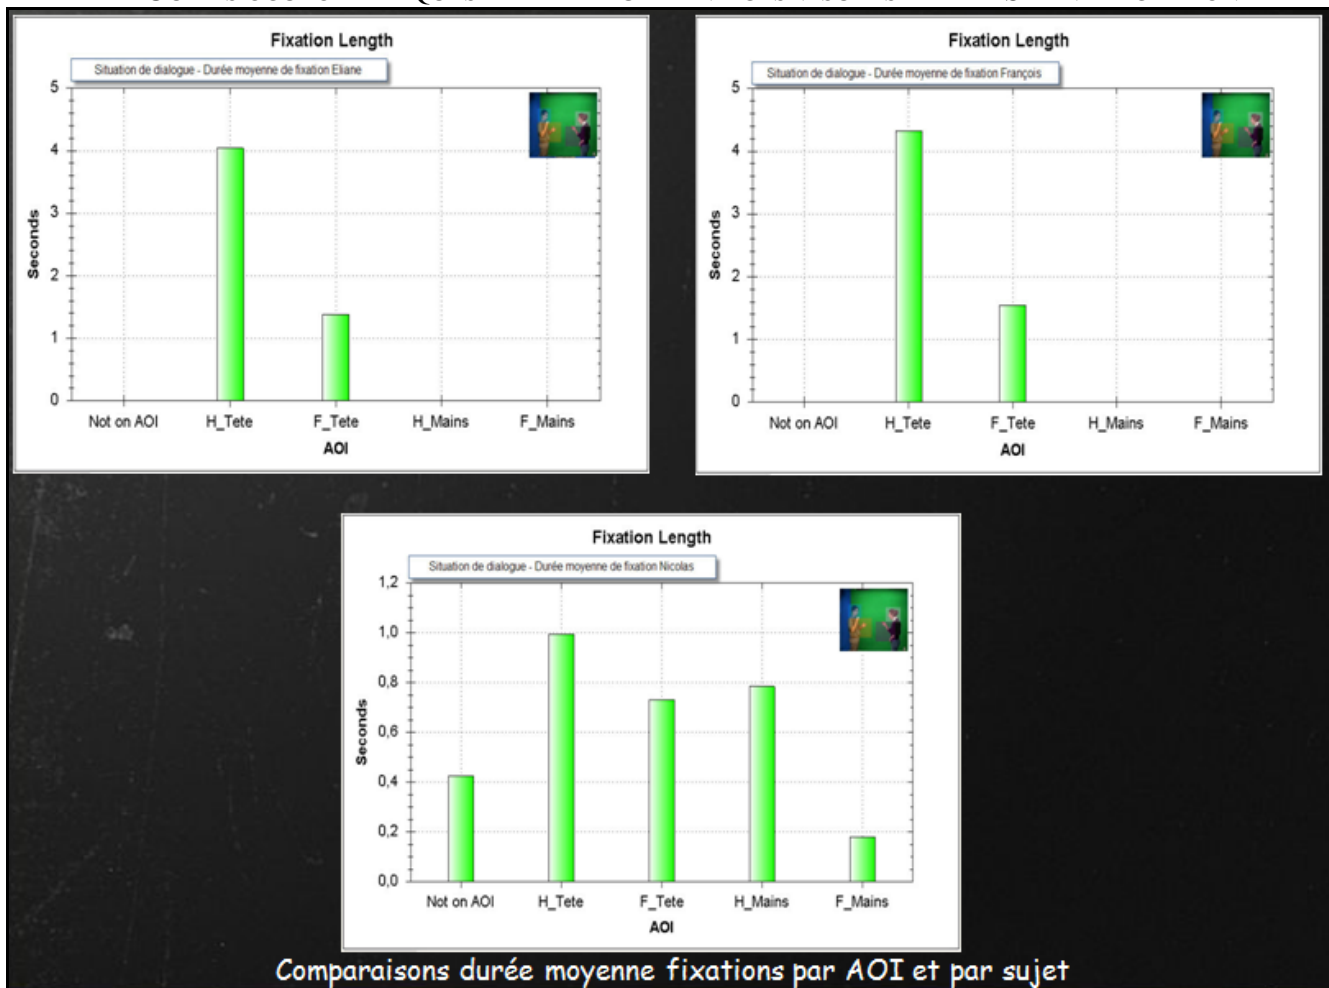 Fixation Length
Situation de dialogue - Durée moyenne de fixation Eliane
5
4
3
2
1
0
Seconds
Not on AOI H_Tete F_Tete H_Mains F_Mains
AOI
Fixation Length
Situation de dialogue - Durée moyenne de fixation François
5
4
3
2
1
0
Seconds
Not on AOI H_Tete F_Tete H_Mains F_Mains
AOI
Fixation Length
Situation de dialogue - Durée moyenne de fixation Nicolas
1,2
1,0
0,8
0,6
0,4
0,2
0,0
Seconds
Not on AOI H_Tete F_Tete H_Mains F_Mains
AOI
Comparaisons durée moyenne fixations par AOI et par sujet